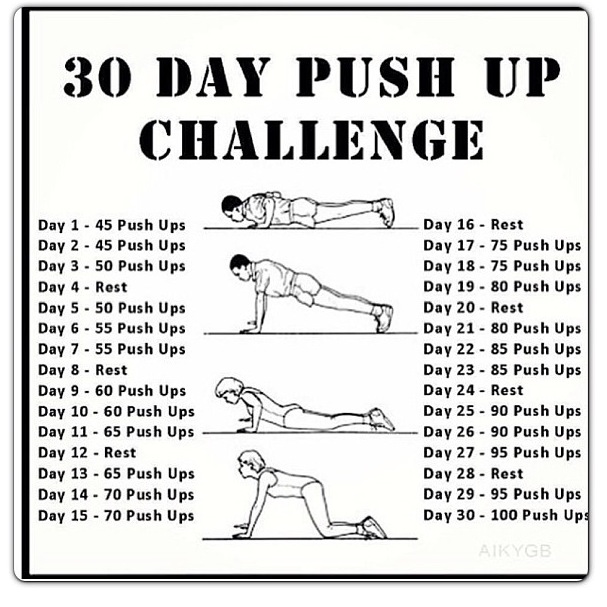 30 DAY PUSH UP
CHALLENGE
Day 1 - 45 Push Ups
Day 2 - 45 Push Ups
Day 3 - 50 Push Ups
Day 4 - Rest
Day 5 - 50 Push Ups
Day 6 - 55 Push Ups
Day 7 - 55 Push Ups
Day 8 - Rest
Day 9 - 60 Push Ups
Day 10 - 60 Push Ups
Day 11 - 65 Push Ups
Day 12 - Rest
Day 13 - 65 Push Ups
Day 14 - 70 Push Ups
Day 15 - 70 Push Ups
Day 16 - Rest
Day 17 - 75 Push Ups
Day 18 - 75 Push Ups
Day 19 - 80 Push Ups
Day 20 - Rest
Day 21 - 80 Push Ups
Day 22 - 85 Push Ups
Day 23 - 85 Push Ups
Day 24 - Rest
Day 25 - 90 Push Ups
Day 26 - 90 Push Ups
Day 27 - 95 Push Ups
Day 28 - Rest
Day 29 - 95 Push Ups
Day 30 - 100 Push Ups
AIKYGB